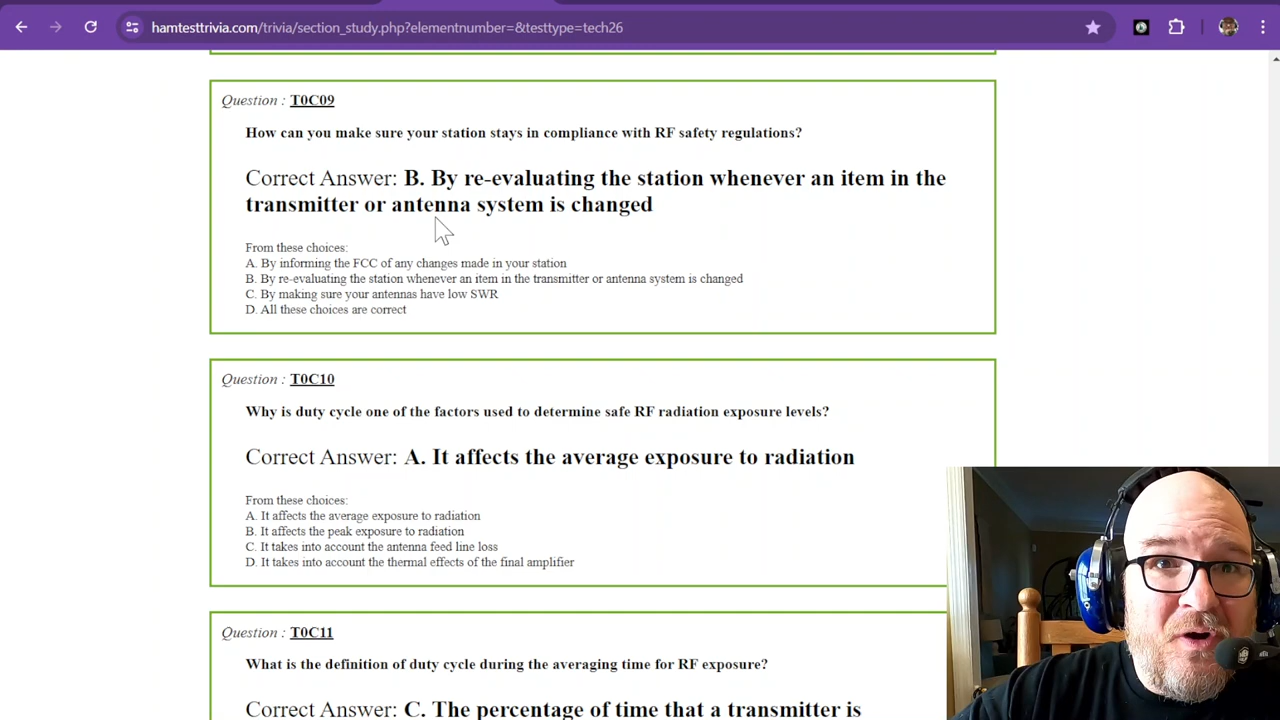 hamtesttrivia.com/trivia/section_study.php?elementnumber=&testtype=tech26
Question : T0C09
How can you make sure your station stays in compliance with RF safety regulations?
Correct Answer: B. By re-evaluating the station whenever an item in the
transmitter or antenna system is changed
From these choices:
A. By informing the FCC of any changes made in your station
B. By re-evaluating the station whenever an item in the transmitter or antenna system is changed
C. By making sure your antennas have low SWR
D. All these choices are correct
Question : T0C10
Why is duty cycle one of the factors used to determine safe RF radiation exposure levels?
Correct Answer: A. It affects the average exposure to radiation
From these choices:
A. It affects the average exposure to radiation
B. It affects the peak exposure to radiation
C. It takes into account the antenna feed line loss
D. It takes into account the thermal effects of the final amplifier
Question : T0C11
What is the definition of duty cycle during the averaging time for RF exposure?
Correct Answer: C. The percentage of time that a transmitter is